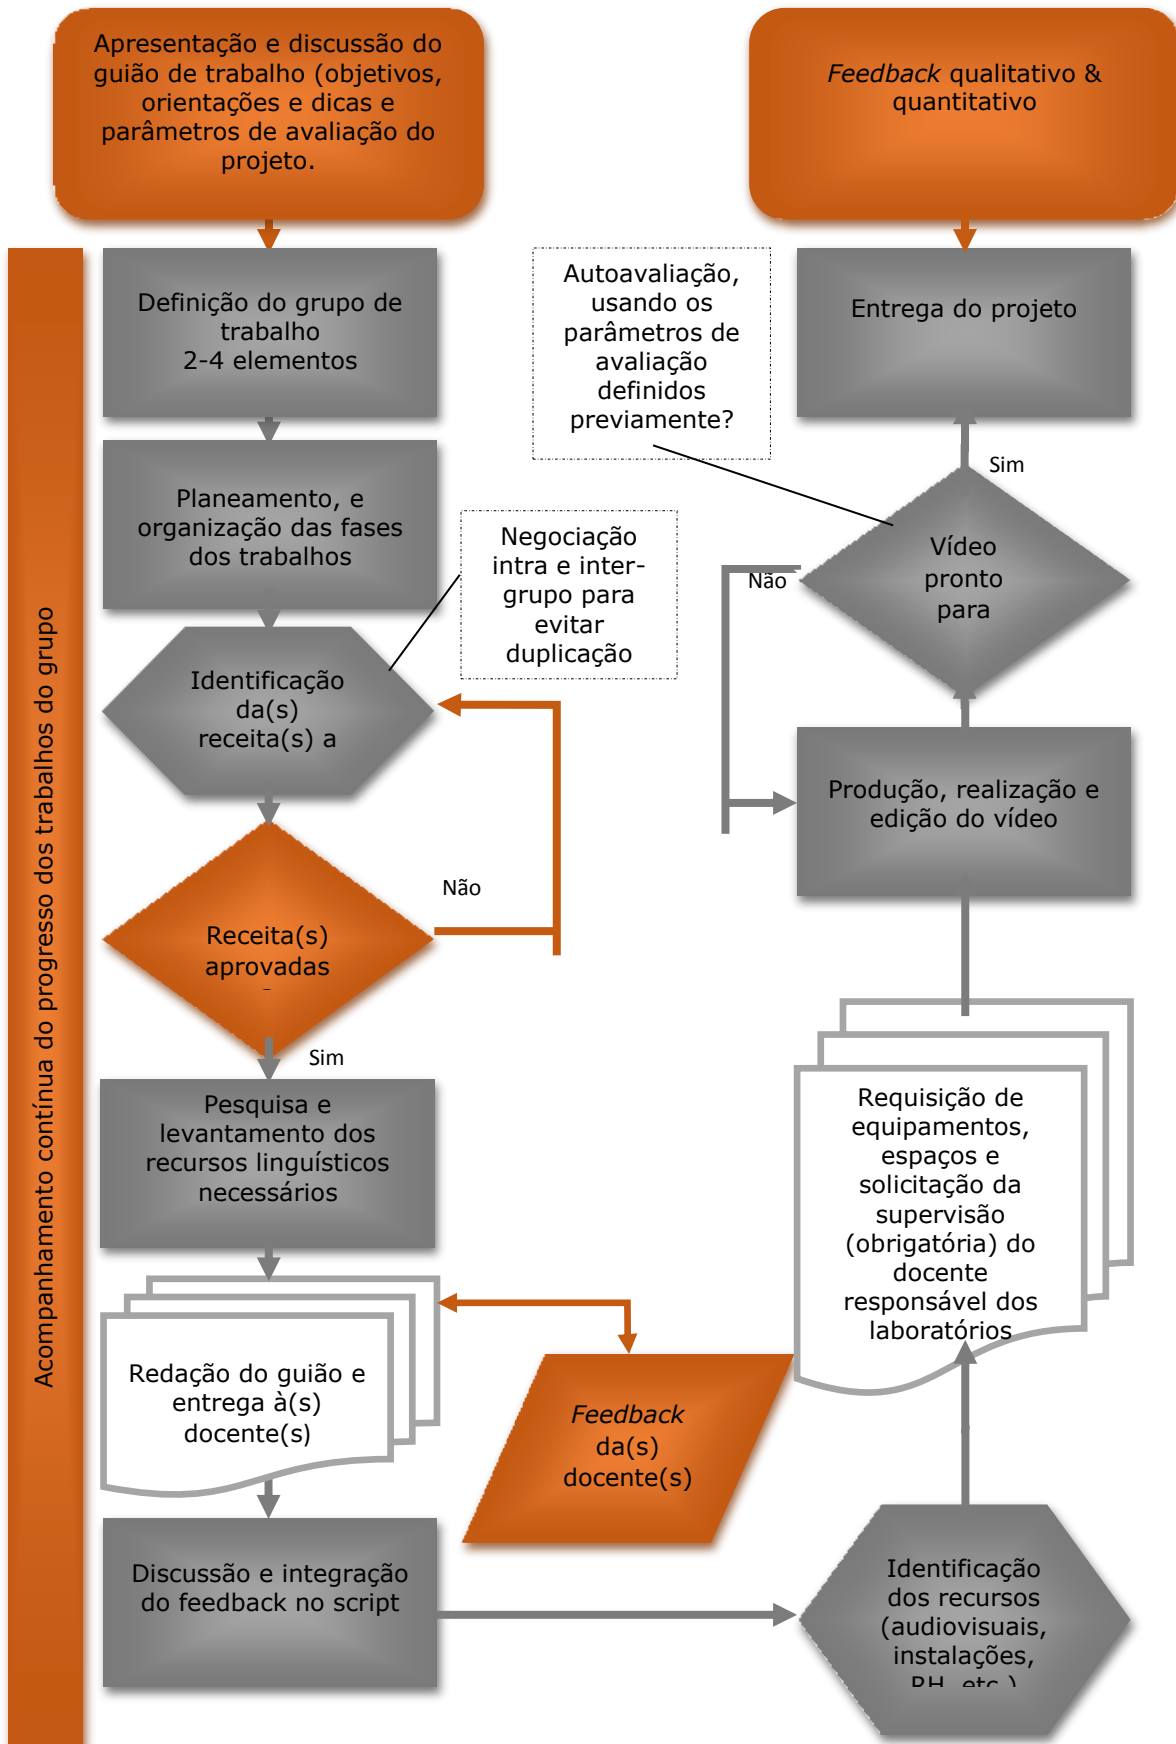 Apresentação e discussão do
guião de trabalho (objetivos,
orientações e dicas e
parâmetros de avaliação do
projeto.
Definição do grupo de
trabalho
2-4 elementos
Planeamento, e
organização das fases
dos trabalhos
Negociação
intra e inter-
grupo para
evitar
duplicação
Identificação
da(s)
receita(s) a
Não
Receita(s)
aprovadas
Sim
Pesquisa e
levantamento dos
recursos linguísticos
necessários
Redação do guião e
entrega à(s)
docente(s)
Feedback
da(s)
docente(s)
Discussão e integração
do feedback no script
Acompanhamento contínua do progresso dos trabalhos do grupo
Feedback qualitativo &
quantitativo
Entrega do projeto
Autoavaliação,
usando os
parâmetros de
avaliação
definidos
previamente?
Sim
Vídeo
pronto
para
Não
Produção, realização e
edição do vídeo
Requisição de
equipamentos,
espaços e
solicitação da
supervisão
(obrigatória) do
docente
responsável dos
laboratórios
Identificação
dos recursos
(audiovisuais,
instalações,
RH, etc.)